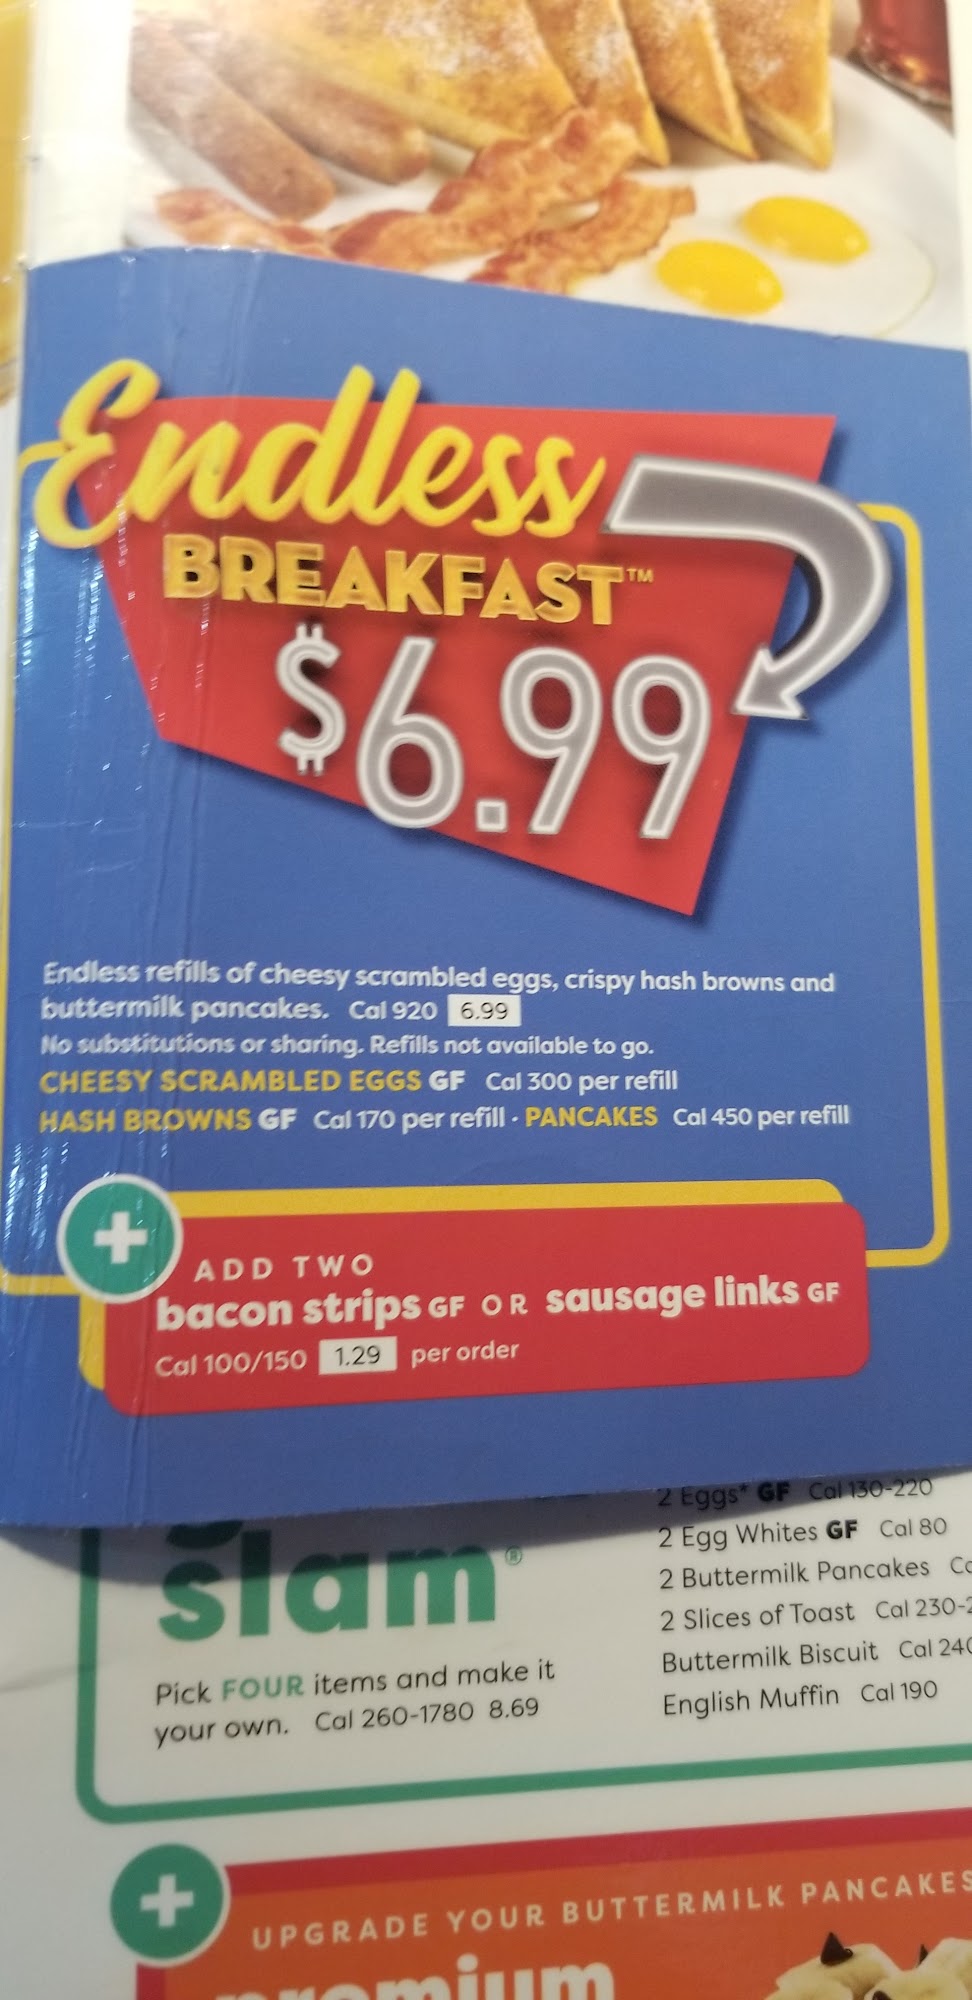 Endless
BREAKFAST™
$6.99
Endless refills of cheesy scrambled eggs, crispy hash browns and
buttermilk pancakes. Cal 920 6.99
No substitutions or sharing. Refills not available to go.
CHEESY SCRAMBLED EGGS GF Cal 300 per refill
HASH BROWNS GF Cal 170 per refill · PANCAKES Cal 450 per refill
+
ADD TWO
bacon strips GF OR sausage links GF
Cal 100/150 1.29 per order
slam®
Pick FOUR items and make it
your own. Cal 260-1780 8.69
2 Eggs* GF Cal 130-220
2 Egg Whites GF Cal 80
2 Buttermilk Pancakes
2 Slices of Toast Cal 230-
Buttermilk Biscuit Cal 240
English Muffin Cal 190
+
UPGRADE YOUR BUTTERMILK PANCAKES
premium